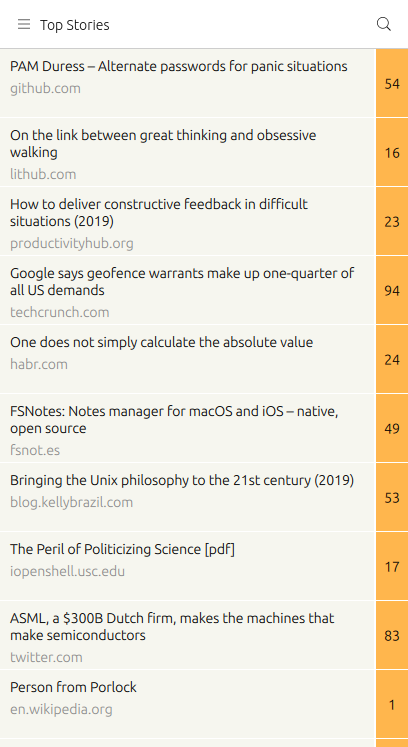 Top Stories
PAM Duress – Alternate passwords for panic situations
github.com
54
On the link between great thinking and obsessive
walking
lithub.com
16
How to deliver constructive feedback in difficult
situations (2019)
productivityhub.org
23
Google says geofence warrants make up one-quarter of
all US demands
techcrunch.com
94
One does not simply calculate the absolute value
habr.com
24
FSNotes: Notes manager for macOS and iOS – native,
open source
fsnot.es
49
Bringing the Unix philosophy to the 21st century (2019)
blog.kellybrazil.com
53
The Peril of Politicizing Science [pdf]
iopenshell.usc.edu
17
ASML, a $300B Dutch firm, makes the machines that
make semiconductors
twitter.com
83
Person from Porlock
en.wikipedia.org
1